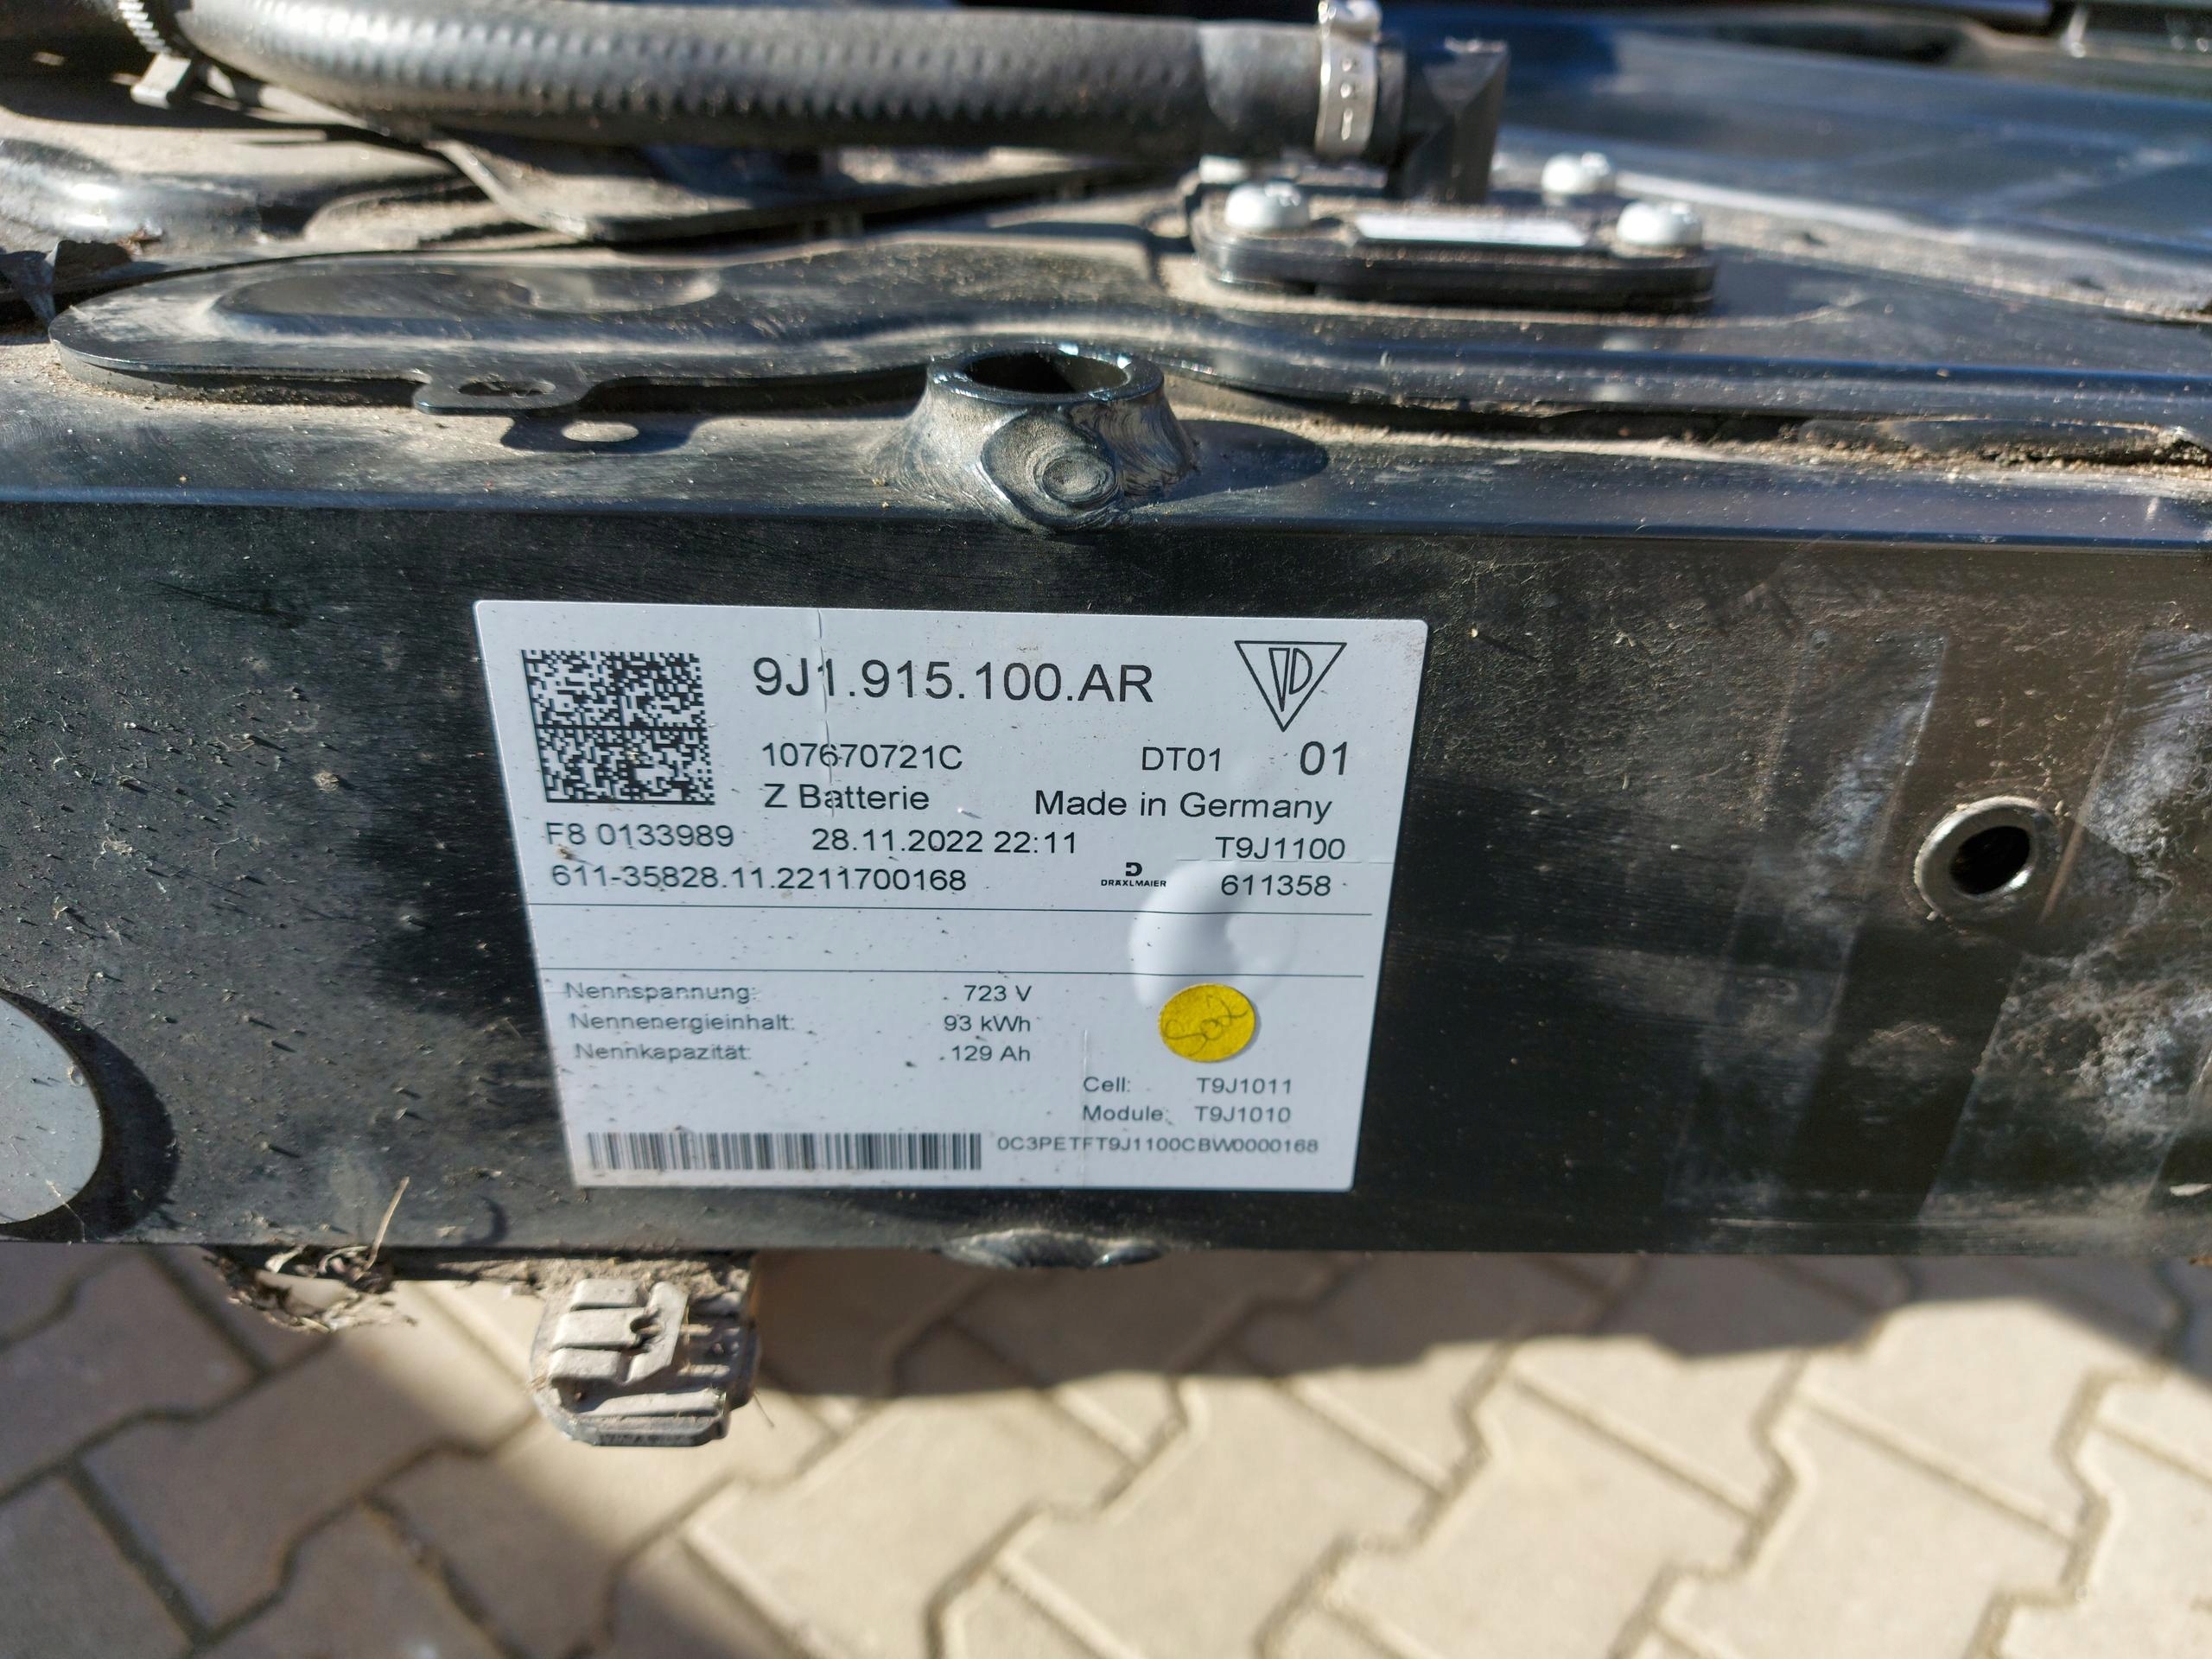 9J1.915.100.AR
107670721C DT01 01
Z Batterie Made in Germany
F8 0133989 28.11.2022 22:11 T9J1100
611-35828.11.2211700168 DRÄXLMAIER 611358
Nennspannung: 723 V
Nennenergieinhalt: 93 kWh
Nennkapazität: 129 Ah
Cell: T9J1011
Module: T9J1010
0C3PETFT9J1100CBW0000168